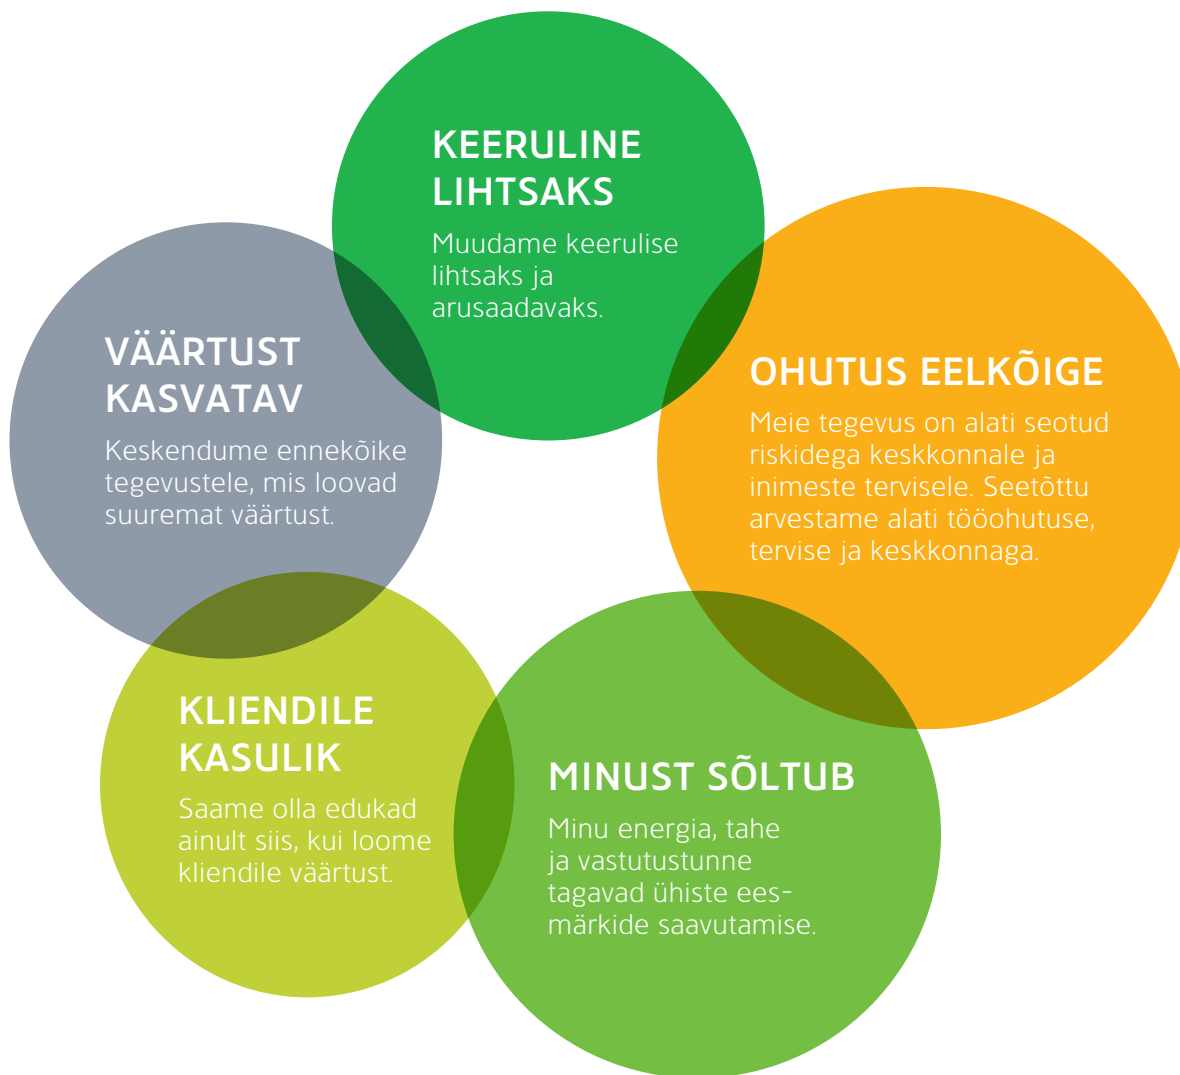 KEERULINE
LIHTSAKS
Muudame keerulise
lihtsaks ja
arusaadavaks.
VÄÄRTUST
KASVATAV
Keskendume ennekõike
tegevustele, mis loovad
suuremat väärtust.
OHUTUS EELKÕIGE
Meie tegevus on alati seotud
riskidega keskkonnale ja
inimeste tervisele. Seetõttu
arvestame alati tööohutuse,
tervise ja keskkonnaga.
KLIENDILE
KASULIK
Saame olla edukad
ainult siis, kui loome
kliendile väärtust.
MINUST SÕLTUB
Minu energia, tahe
ja vastutustunne
tagavad ühiste ees-
märkide saavutamise.